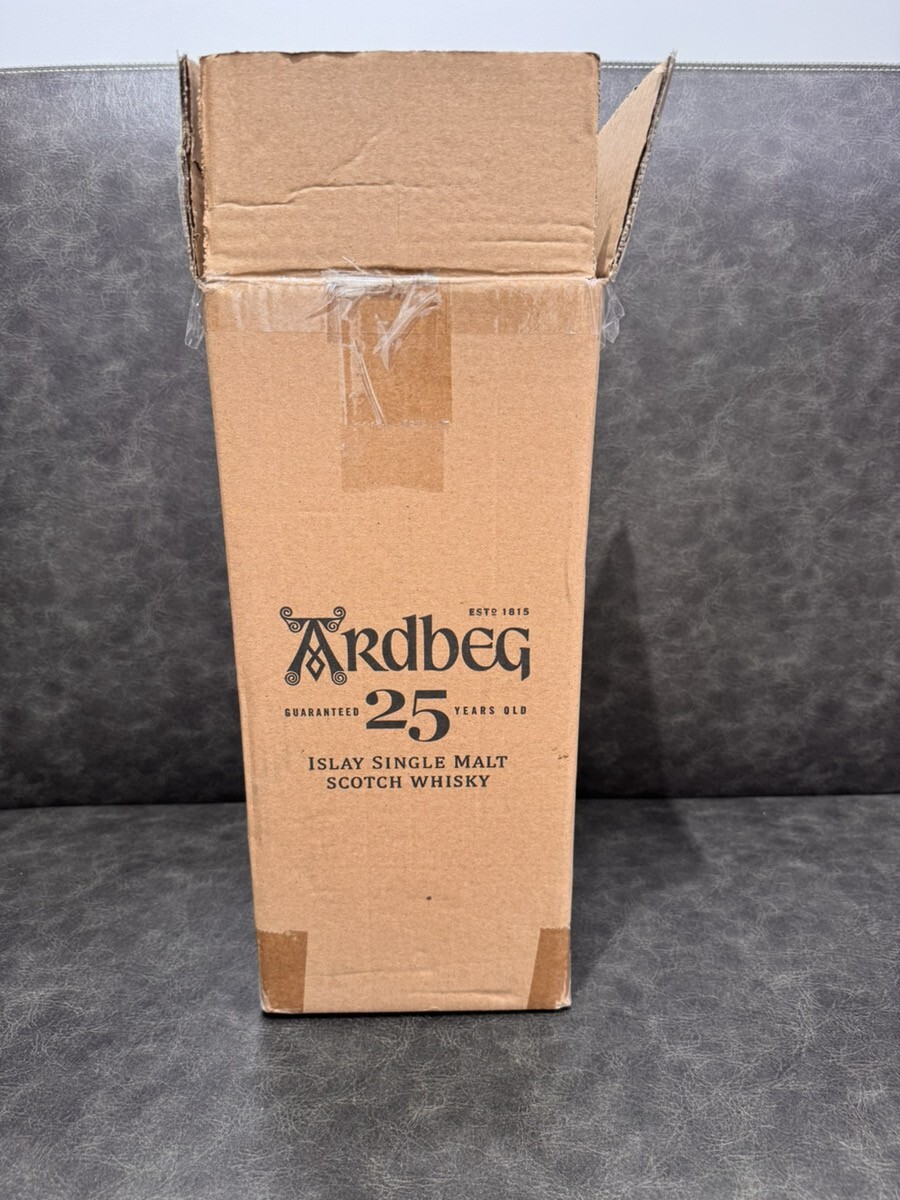 ESTD 1815
ARDBEG
GUARANTEED 25 YEARS OLD
ISLAY SINGLE MALT
SCOTCH WHISKY